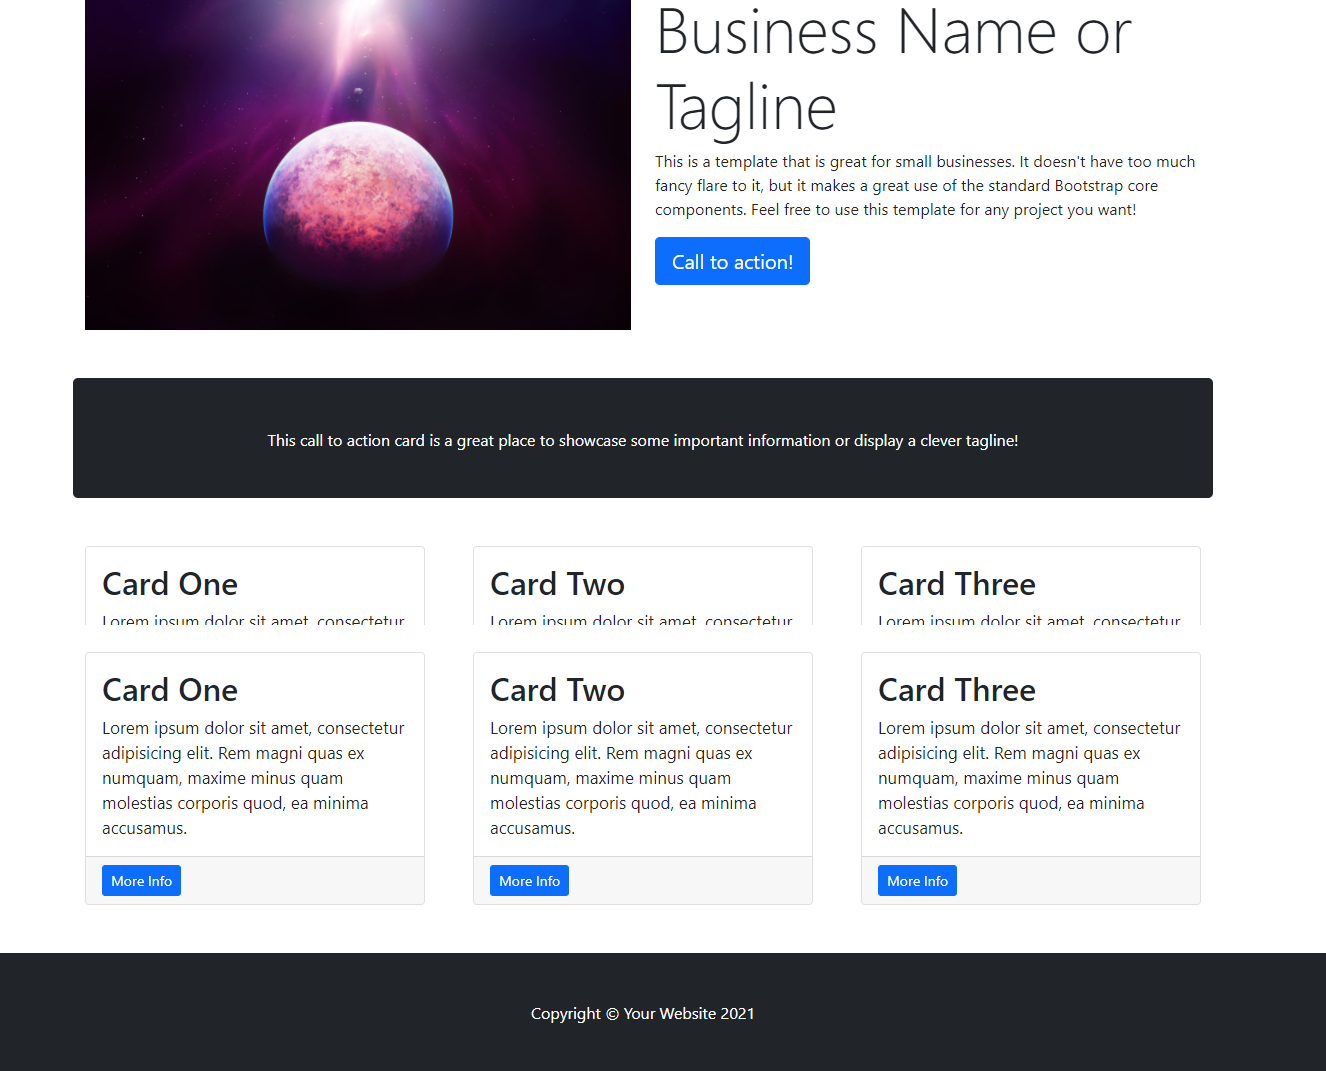 Business Name or
Tagline
This is a template that is great for small businesses. It doesn't have too much
fancy flare to it, but it makes a great use of the standard Bootstrap core
components. Feel free to use this template for any project you want!
Call to action!
This call to action card is a great place to showcase some important information or display a clever tagline!
Card One
Lorem ipsum dolor sit amet, consectetur
Card Two
Lorem ipsum dolor sit amet, consectetur
Card Three
Lorem ipsum dolor sit amet, consectetur
Card One
Lorem ipsum dolor sit amet, consectetur
adipisicing elit. Rem magni quas ex
numquam, maxime minus quam
molestias corporis quod, ea minima
accusamus.
More Info
Card Two
Lorem ipsum dolor sit amet, consectetur
adipisicing elit. Rem magni quas ex
numquam, maxime minus quam
molestias corporis quod, ea minima
accusamus.
More Info
Card Three
Lorem ipsum dolor sit amet, consectetur
adipisicing elit. Rem magni quas ex
numquam, maxime minus quam
molestias corporis quod, ea minima
accusamus.
More Info
Copyright © Your Website 2021